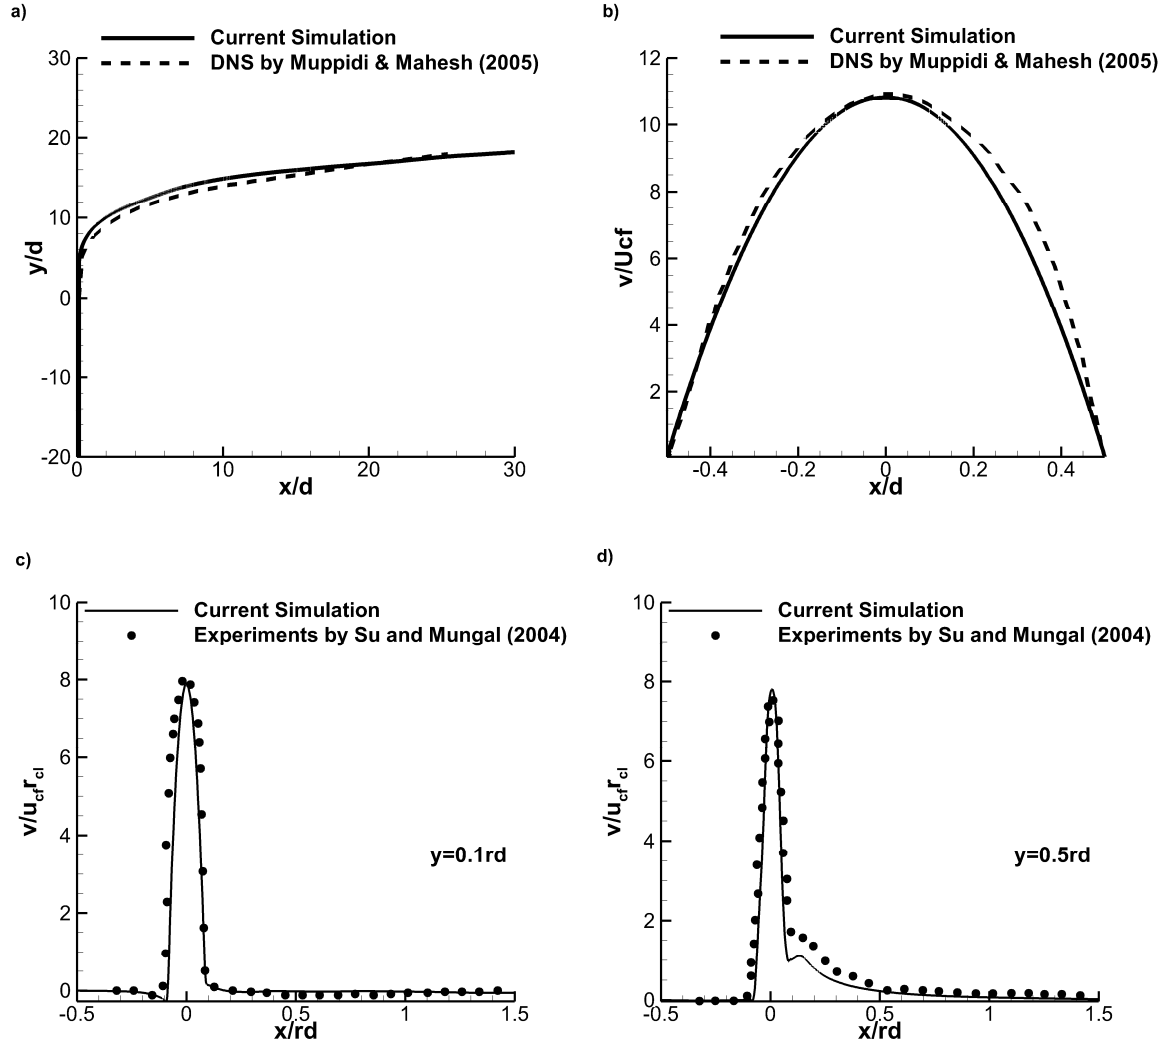 a)
Current Simulation
DNS by Muppidi & Mahesh (2005)
30
20
10
0
-10
-20
y/d
0
10
20
30
x/d
b)
Current Simulation
DNS by Muppidi & Mahesh (2005)
12
10
8
6
4
2
v/Ucf
-0.4
-0.2
0
0.2
0.4
x/d
c)
Current Simulation
Experiments by Su and Mungal (2004)
10
8
6
4
2
0
v/ucfrcl
y=0.1rd
-0.5
0
0.5
1
1.5
x/rd
d)
Current Simulation
Experiments by Su and Mungal (2004)
10
8
6
4
2
0
v/ucfrcl
y=0.5rd
-0.5
0
0.5
1
1.5
x/rd